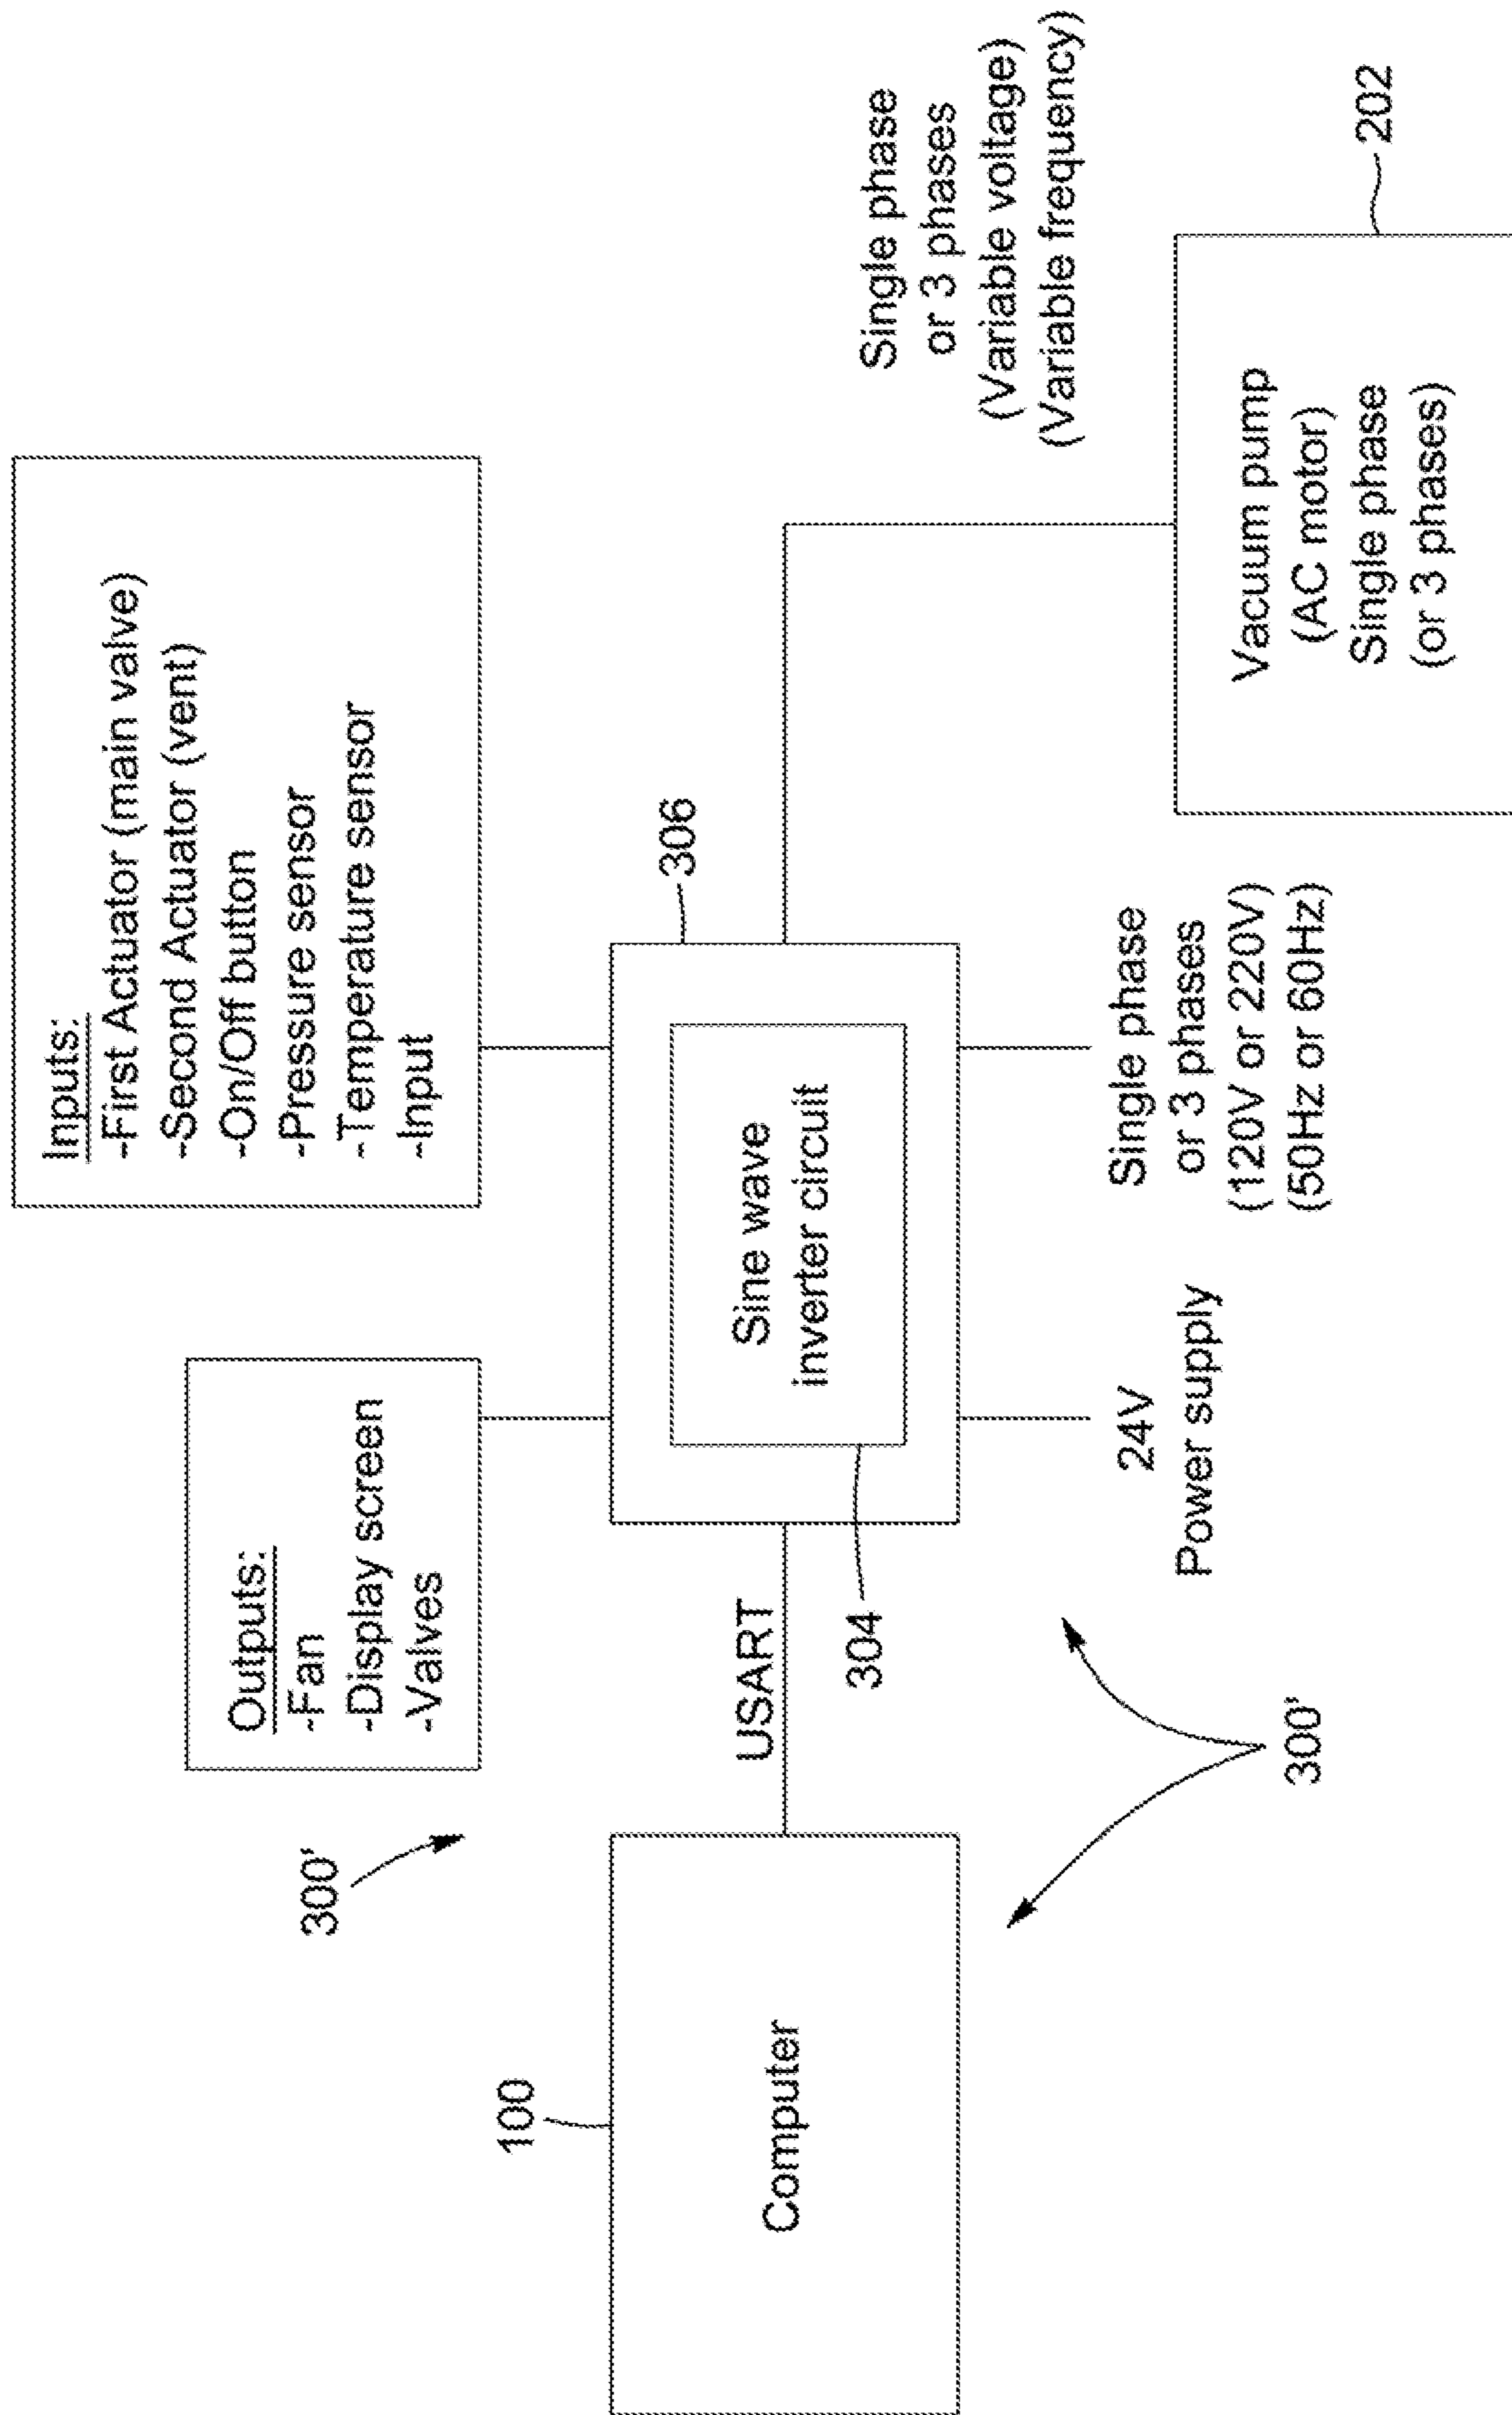 Inputs:
-First Actuator (main valve)
-Second Actuator (vent)
-On/Off button
-Pressure sensor
-Temperature sensor
-Input
Outputs:
-Fan
-Display screen
-Valves
300'
306
100
Computer
USART
Sine wave
inverter circuit
304
Single phase
or 3 phases
(Variable voltage)
(Variable frequency)
24V
Power supply
Single phase
or 3 phases
(120V or 220V)
(50Hz or 60Hz)
202
Vacuum pump
(AC motor)
Single phase
(or 3 phases)
300'